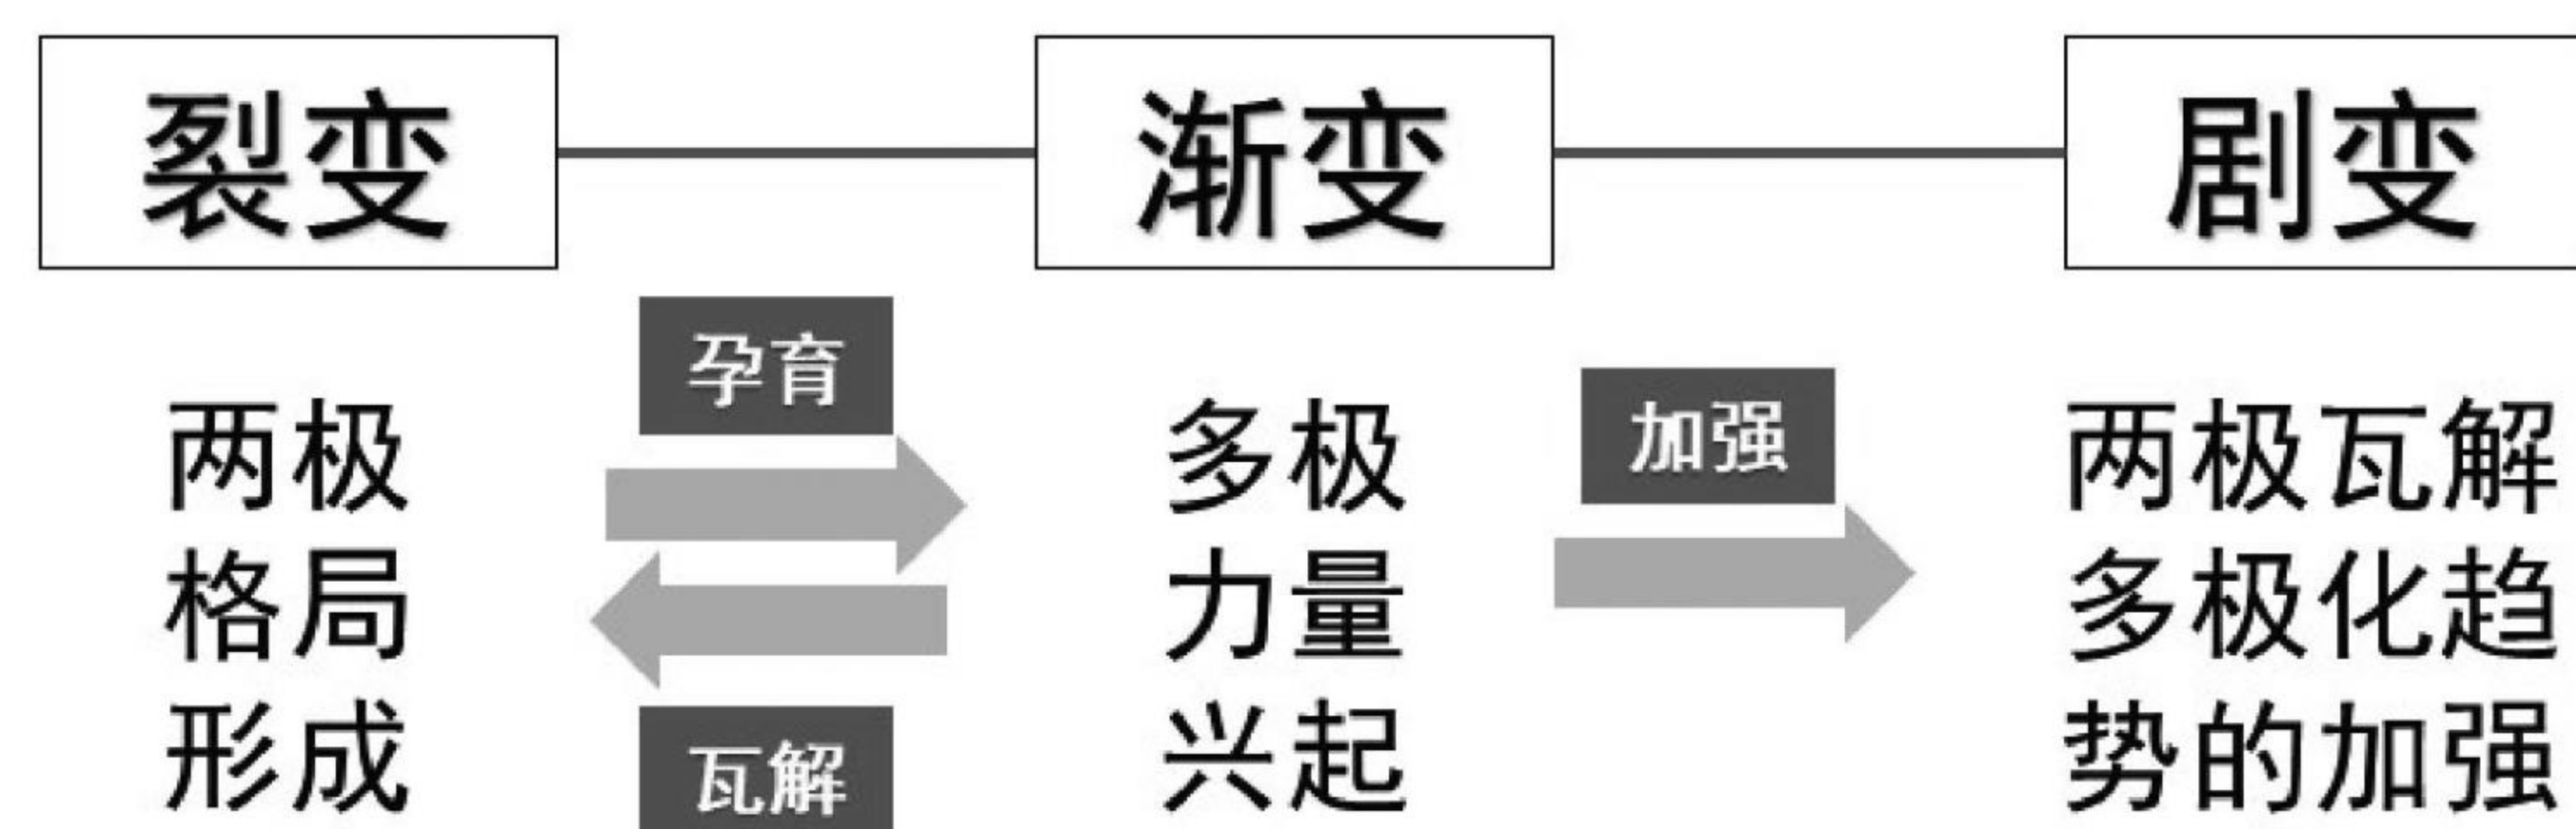 裂变
渐变
剧变
孕育
加强
两极
格局
形成
瓦解
多极
力量
兴起
两极瓦解
多极化趋
势的加强